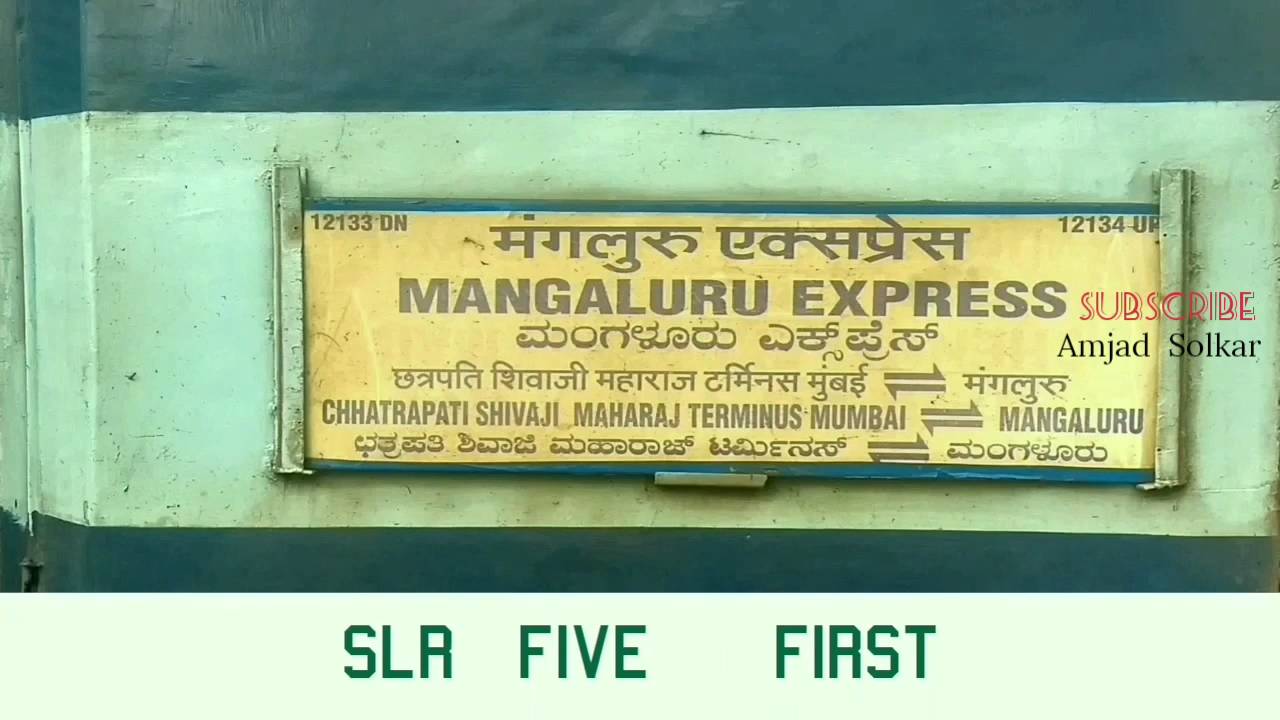 12133 DN
12134 UP
मंगलुरु एक्सप्रेस
MANGALURU EXPRESS
ಮಂಗಳೂರು ಎಕ್ಸ್‌ಪ್ರೆಸ್
SUBSCRIBE
Amjad Solkar
छत्रपति शिवाजी महाराज टर्मिनस मुंबई ⇌ मंगलुरु
CHHATRAPATI SHIVAJI MAHARAJ TERMINUS MUMBAI ⇌ MANGALURU
ಛತ್ರಪತಿ ಶಿವಾಜಿ ಮಹಾರಾಜ್ ಟರ್ಮಿನಸ್ ⇌ ಮಂಗಳೂರು
SLR FIVE FIRST